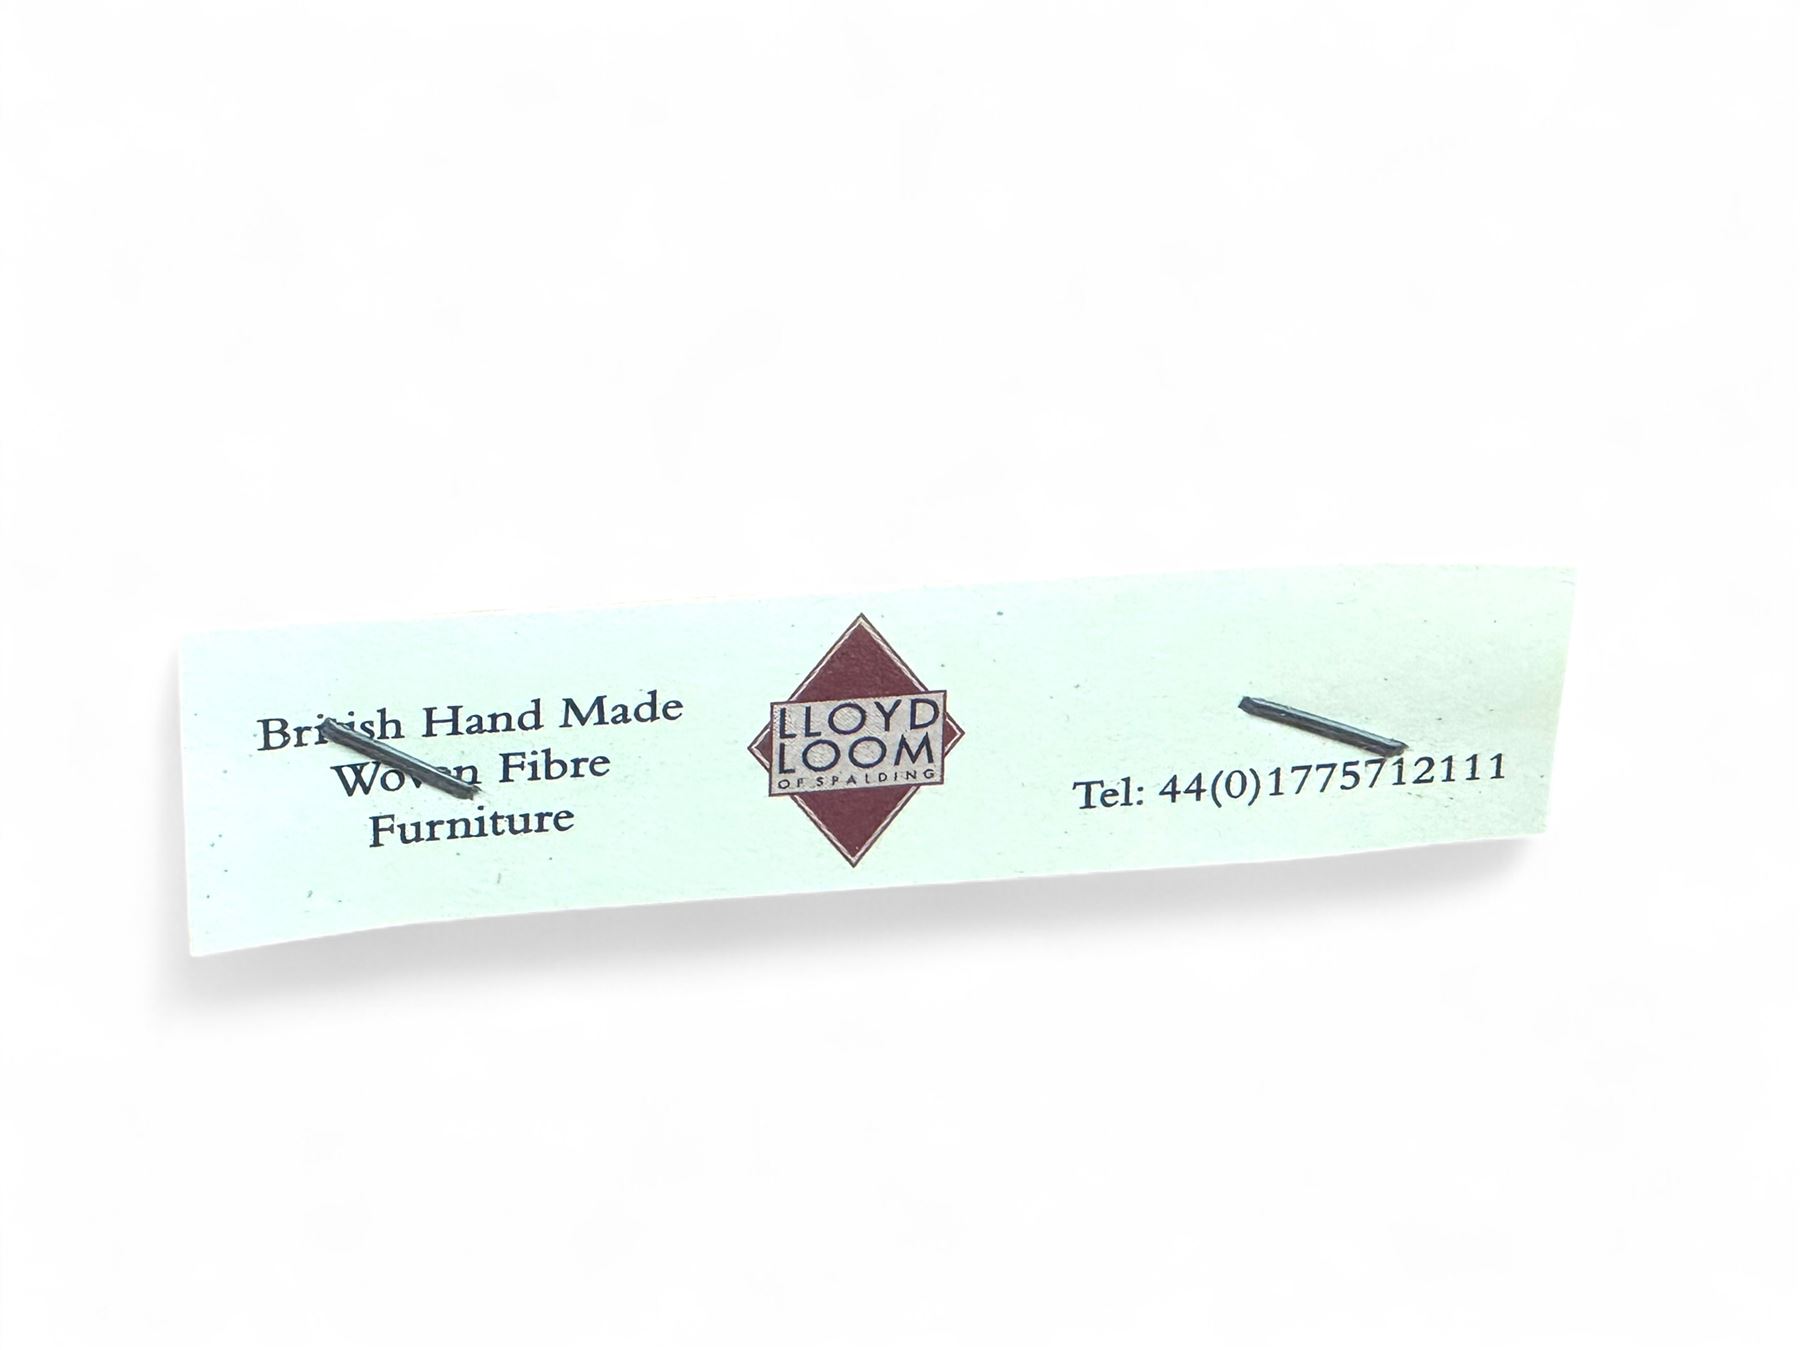 British Hand Made
Woven Fibre
Furniture
LLOYD
LOOM
OF SPALDING
Tel: 44(0)1775712111